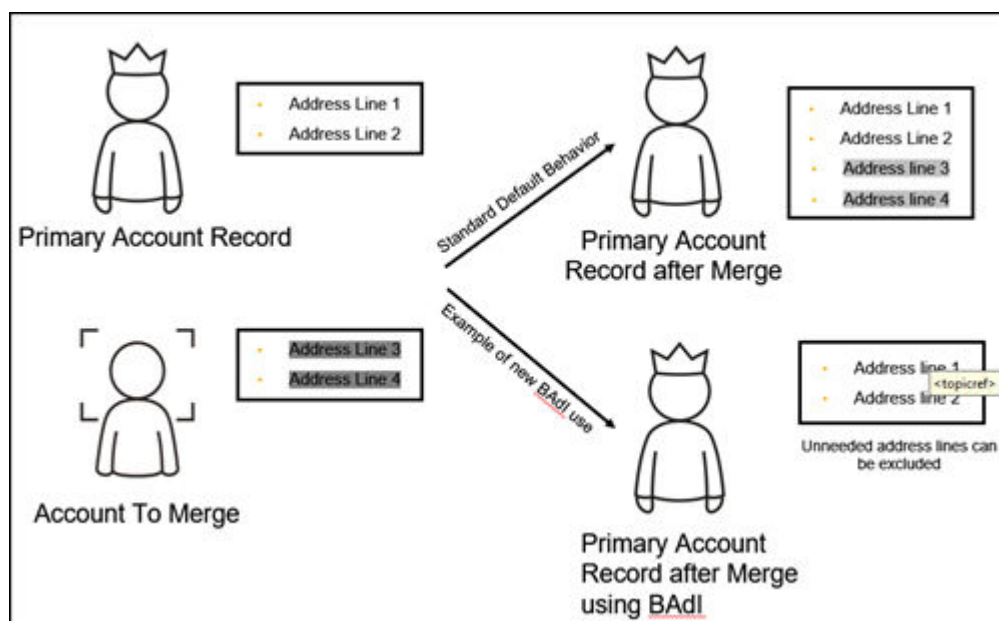 Address Line 1
Address Line 2
Primary Account Record
Address Line 3
Address Line 4
Account To Merge
Standard Default Behavior
Example of new BAdI use
Address Line 1
Address Line 2
Address line 3
Address line 4
Primary Account
Record after Merge
Address line 1
<topicref>
Address line 2
Unneeded address lines can
be excluded
Primary Account
Record after Merge
using BAdI